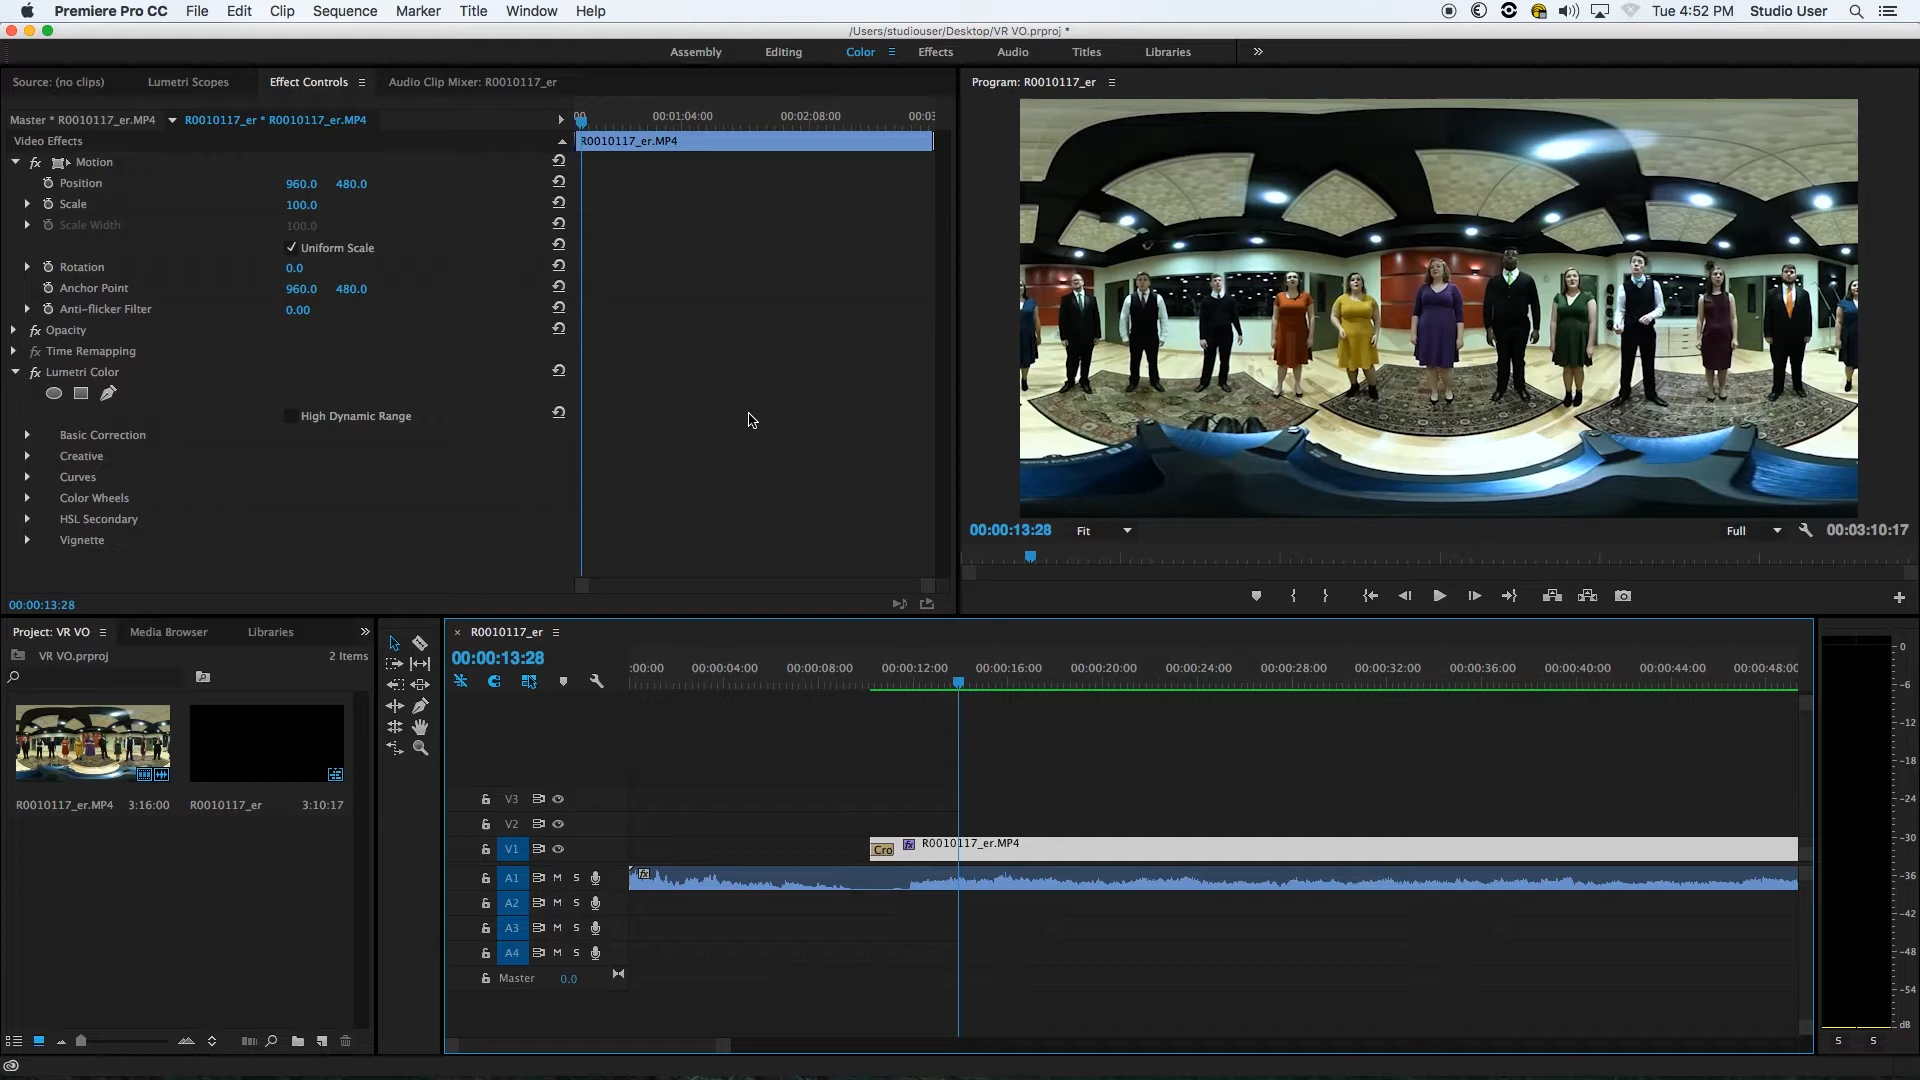 Premiere Pro CC File Edit Clip Sequence Marker Title Window Help Tue 4:52 PM Studio User
/Users/studiouser/Desktop/VR VO.prproj *
Assembly Editing Color Effects Audio Titles Libraries
Source: (no clips) Lumetri Scopes Effect Controls Audio Clip Mixer: R0010117_er
Program: R0010117_er
Master * R0010117_er.MP4 R0010117_er * R0010117_er.MP4
00 00:01:04:00 00:02:08:00 00:03
Video Effects
R0010117_er.MP4
fx Motion
Position 960.0 480.0
Scale 100.0
Scale Width 100.0
Uniform Scale
Rotation 0.0
Anchor Point 960.0 480.0
Anti-flicker Filter 0.00
fx Opacity
fx Time Remapping
fx Lumetri Color
High Dynamic Range
Basic Correction
Creative
Curves
Color Wheels
HSL Secondary
Vignette
00:00:13:28
00:00:13:28 Fit Full 00:03:10:17
Project: VR VO Media Browser Libraries
VR VO.prproj 2 Items
R0010117_er.MP4 3:16:00 R0010117_er 3:10:17
R0010117_er
00:00:13:28
:00:00 00:00:04:00 00:00:08:00 00:00:12:00 00:00:16:00 00:00:20:00 00:00:24:00 00:00:28:00 00:00:32:00 00:00:36:00 00:00:40:00 00:00:44:00 00:00:48:00
V3
V2
V1 Cro fx R0010117_er.MP4
A1 M S fx
A2 M S
A3 M S
A4 M S
Master 0.0
0
-6
-12
-18
-24
-30
-36
-42
-48
-54
dB
S S